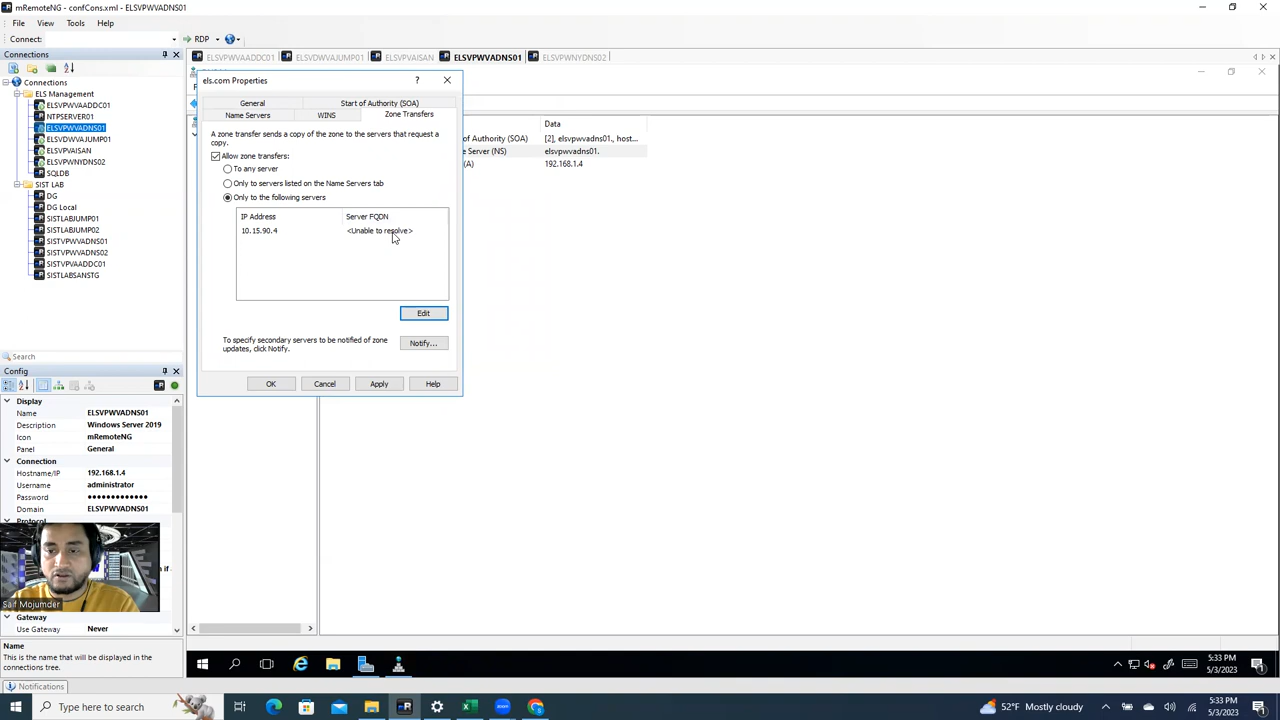 mRemoteNG - confCons.xml - ELSVPWVADNS01
File View Tools Help
Connect: RDP
Connections
ELSVPWVAADDC01 ELSVDWVAJUMP01 ELSVPVAISAN ELSVPWVADNS01 ELSVPWNYDNS02
Connections
ELS Management
ELSVPWVAADDC01
NTPSERVER01
ELSVPWVADNS01
ELSVDWVAJUMP01
ELSVPVAISAN
ELSVPWNYDNS02
SQLDB
SIST LAB
DG
DG Local
SISTLABJUMP01
SISTLABJUMP02
SISTVPWVADNS01
SISTVPWVADNS02
SISTVPVAADDC01
SISTLABSANSTG
Search
Config
Display
Name ELSVPWVADNS01
Description Windows Server 2019
Icon mRemoteNG
Panel General
Connection
Hostname/IP 192.168.1.4
Username administrator
Password ●●●●●●●●●●●●●
Domain ELSVPWVADNS01
Protocol
Saif Mojumder
Gateway
Use Gateway Never
Name
This is the name that will be displayed in the
connections tree.
Notifications
els.com Properties
General Start of Authority (SOA)
Name Servers WINS Zone Transfers
A zone transfer sends a copy of the zone to the servers that request a
copy.
Allow zone transfers:
To any server
Only to servers listed on the Name Servers tab
Only to the following servers
IP Address Server FQDN
10.15.90.4 <Unable to resolve>
Edit
To specify secondary servers to be notified of zone
updates, click Notify.
Notify...
OK Cancel Apply Help
Data
of Authority (SOA) [2], elsvpwvadns01., host...
e Server (NS) elsvpwvadns01.
(A) 192.168.1.4
5:33 PM
5/3/2023
Type here to search
52°F Mostly cloudy
5:33 PM
5/3/2023